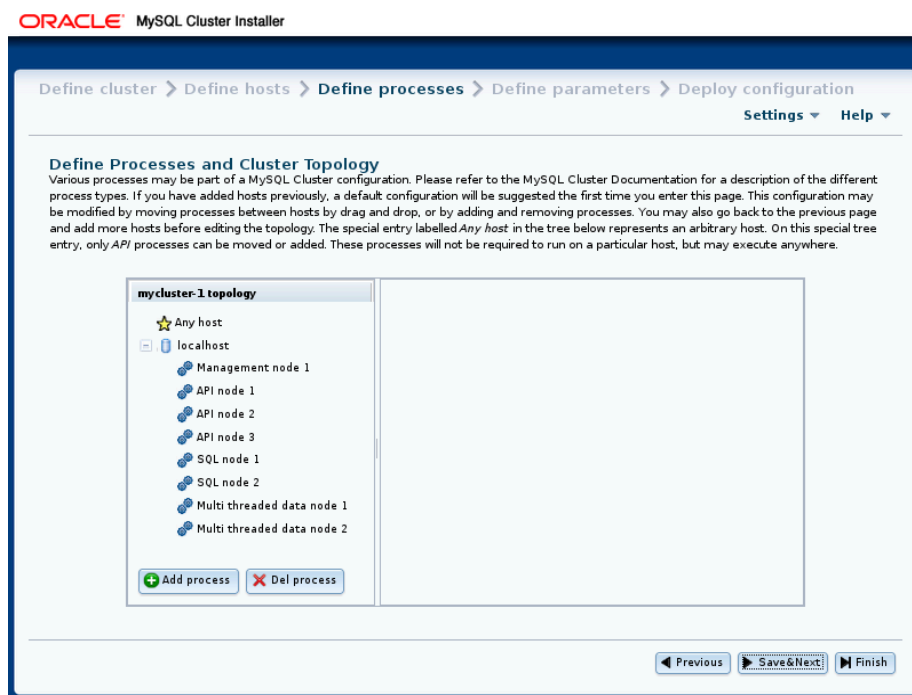 ORACLE MySQL Cluster Installer
Define cluster > Define hosts > Define processes > Define parameters > Deploy configuration
Settings Help
Define Processes and Cluster Topology
Various processes may be part of a MySQL Cluster configuration. Please refer to the MySQL Cluster Documentation for a description of the different
process types. If you have added hosts previously, a default configuration will be suggested the first time you enter this page. This configuration may
be modified by moving processes between hosts by drag and drop, or by adding and removing processes. You may also go back to the previous page
and add more hosts before editing the topology. The special entry labelled Any host in the tree below represents an arbitrary host. On this special tree
entry, only API processes can be moved or added. These processes will not be required to run on a particular host, but may execute anywhere.
mycluster-1 topology
Any host
localhost
Management node 1
API node 1
API node 2
API node 3
SQL node 1
SQL node 2
Multi threaded data node 1
Multi threaded data node 2
Add process Del process
Previous Save&Next Finish